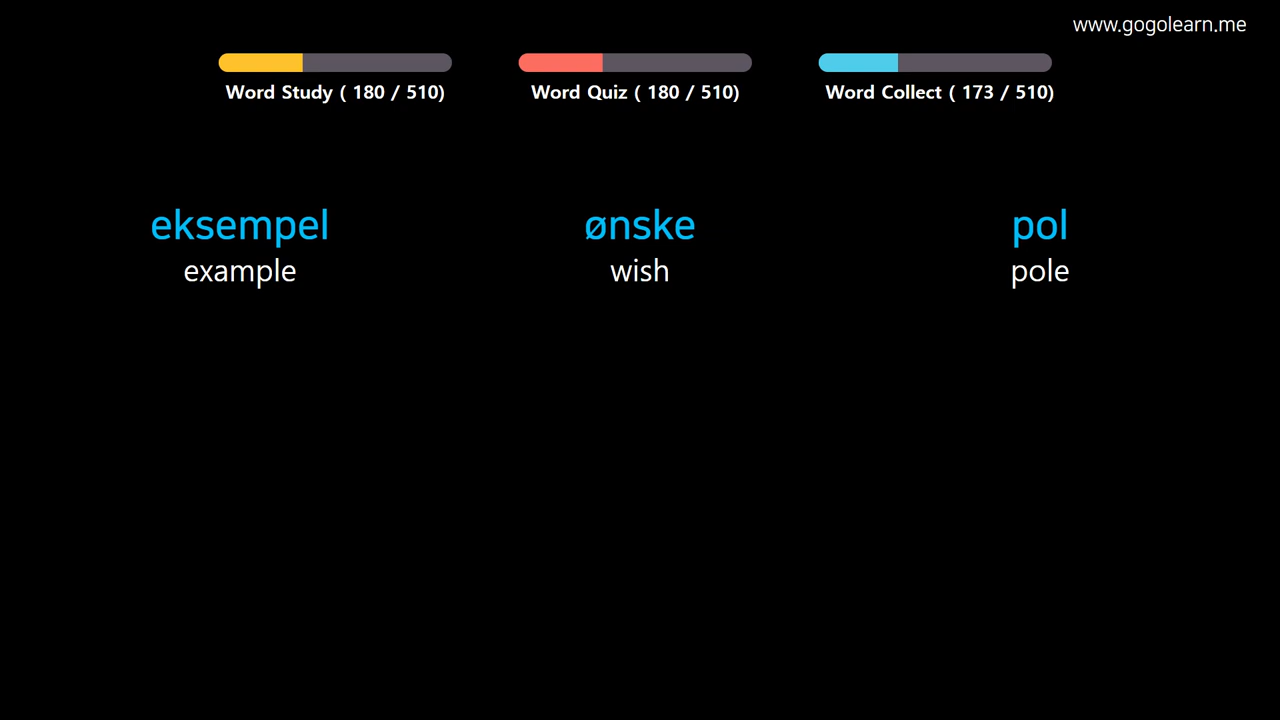 www.gogolearn.me
Word Study ( 180 / 510)
Word Quiz ( 180 / 510)
Word Collect ( 173 / 510)
eksempel
example
ønske
wish
pol
pole